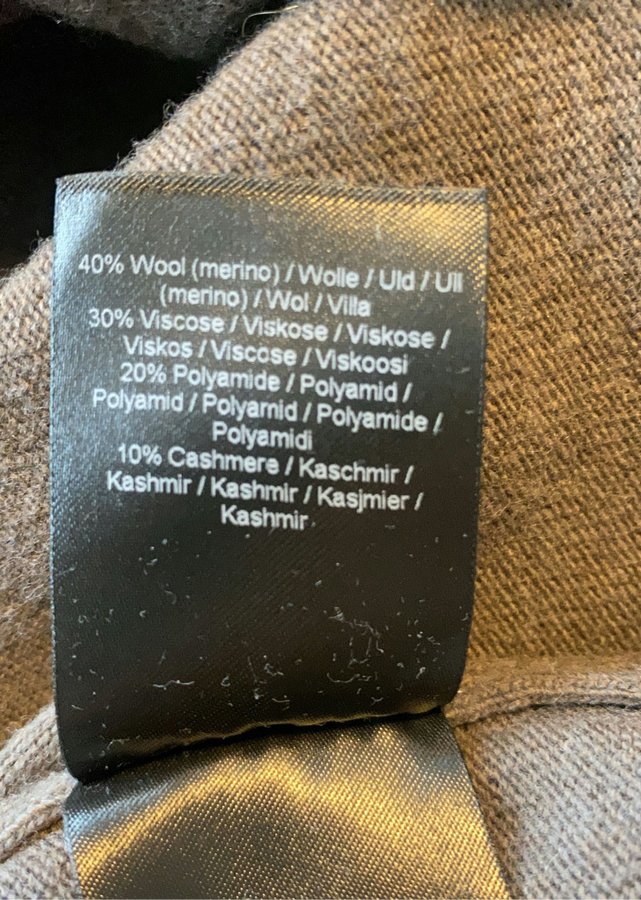 40% Wool (merino) / Wolle / Uld / Ull
(merino) / Wol / Villa
30% Viscose / Viskose / Viskose /
Viskos / Viscose / Viskoosi
20% Polyamide / Polyamid /
Polyamid / Polyamid / Polyamide /
Polyamidi
10% Cashmere / Kaschmir /
Kashmir / Kashmir / Kasjmier /
Kashmir